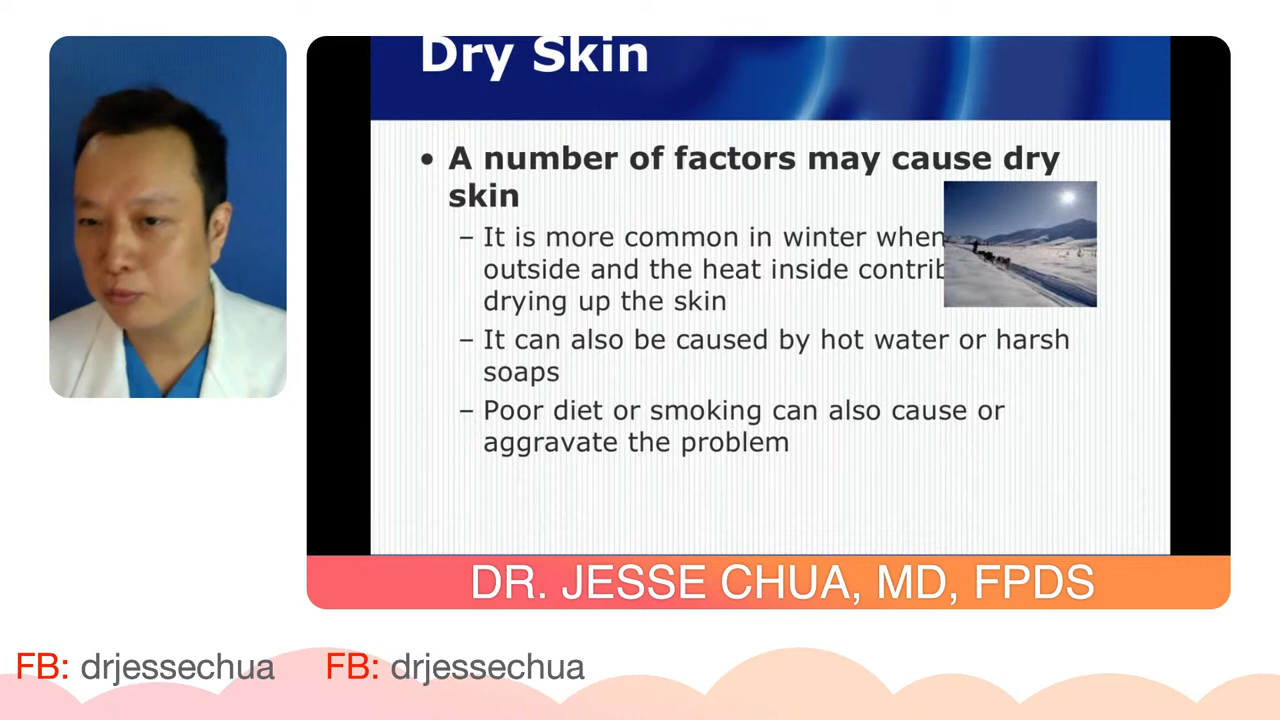 Dry Skin
• A number of factors may cause dry
skin
– It is more common in winter when
outside and the heat inside
drying up the skin
– It can also be caused by hot water or harsh
soaps
– Poor diet or smoking can also cause or
aggravate the problem
DR. JESSE CHUA, MD, FPDS
FB: drjessechua FB: drjessechua